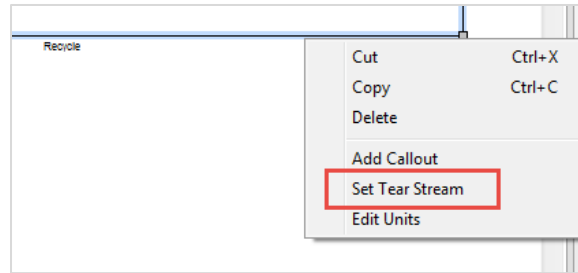 Recycle
Cut Ctrl+X
Copy Ctrl+C
Delete
Add Callout
Set Tear Stream
Edit Units